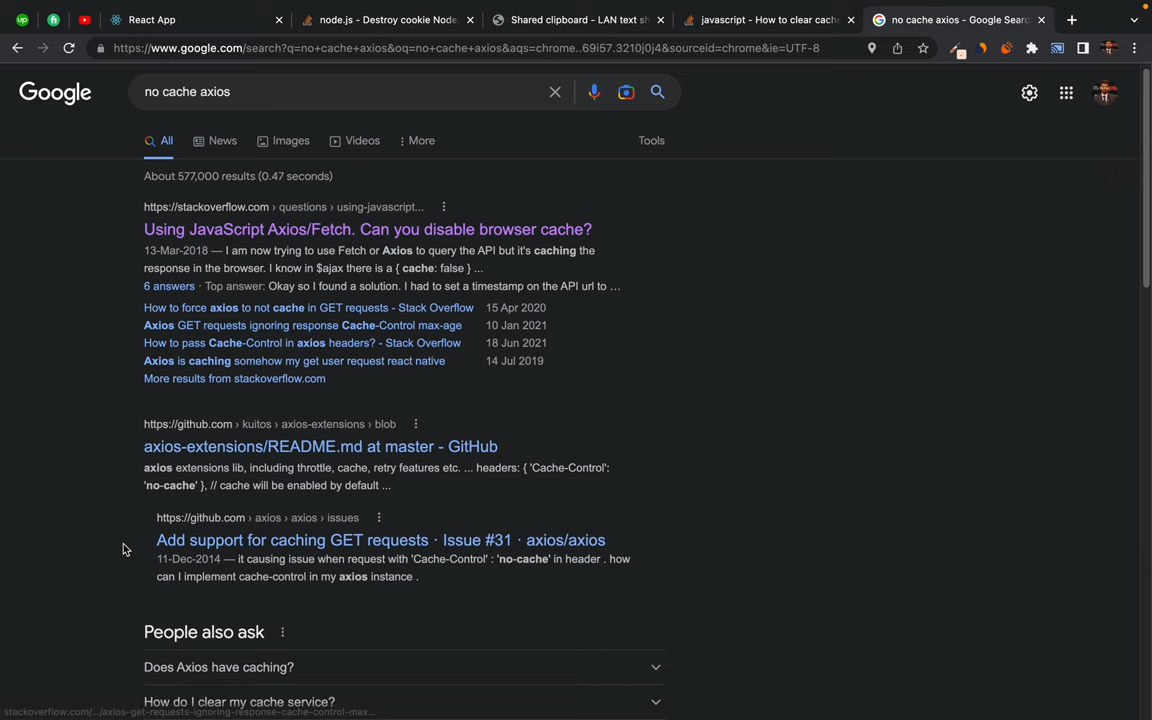 React App
node.js - Destroy cookie Node.
Shared clipboard - LAN text sh
javascript - How to clear cache
no cache axios - Google Searc
https://www.google.com/search?q=no+cache+axios&oq=no+cache+axios&aqs=chrome..69i57.3210j0j4&sourceid=chrome&ie=UTF-8
Google
no cache axios
All
News
Images
Videos
More
Tools
About 577,000 results (0.47 seconds)
https://stackoverflow.com › questions › using-javascript...
Using JavaScript Axios/Fetch. Can you disable browser cache?
13-Mar-2018 — I am now trying to use Fetch or Axios to query the API but it's caching the
response in the browser. I know in $ajax there is a { cache: false } ...
6 answers · Top answer: Okay so I found a solution. I had to set a timestamp on the API url to ...
How to force axios to not cache in GET requests - Stack Overflow 15 Apr 2020
Axios GET requests ignoring response Cache-Control max-age 10 Jan 2021
How to pass Cache-Control in axios headers? - Stack Overflow 18 Jun 2021
Axios is caching somehow my get user request react native 14 Jul 2019
More results from stackoverflow.com
https://github.com › kuitos › axios-extensions › blob
axios-extensions/README.md at master - GitHub
axios extensions lib, including throttle, cache, retry features etc. ... headers: { 'Cache-Control':
'no-cache' }, // cache will be enabled by default ...
https://github.com › axios › axios › issues
Add support for caching GET requests · Issue #31 · axios/axios
11-Dec-2014 — it causing issue when request with 'Cache-Control' : 'no-cache' in header . how
can I implement cache-control in my axios instance .
People also ask
Does Axios have caching?
How do I clear my cache service?
stackoverflow.com/.../axios-get-requests-ignoring-response-cache-control-max...